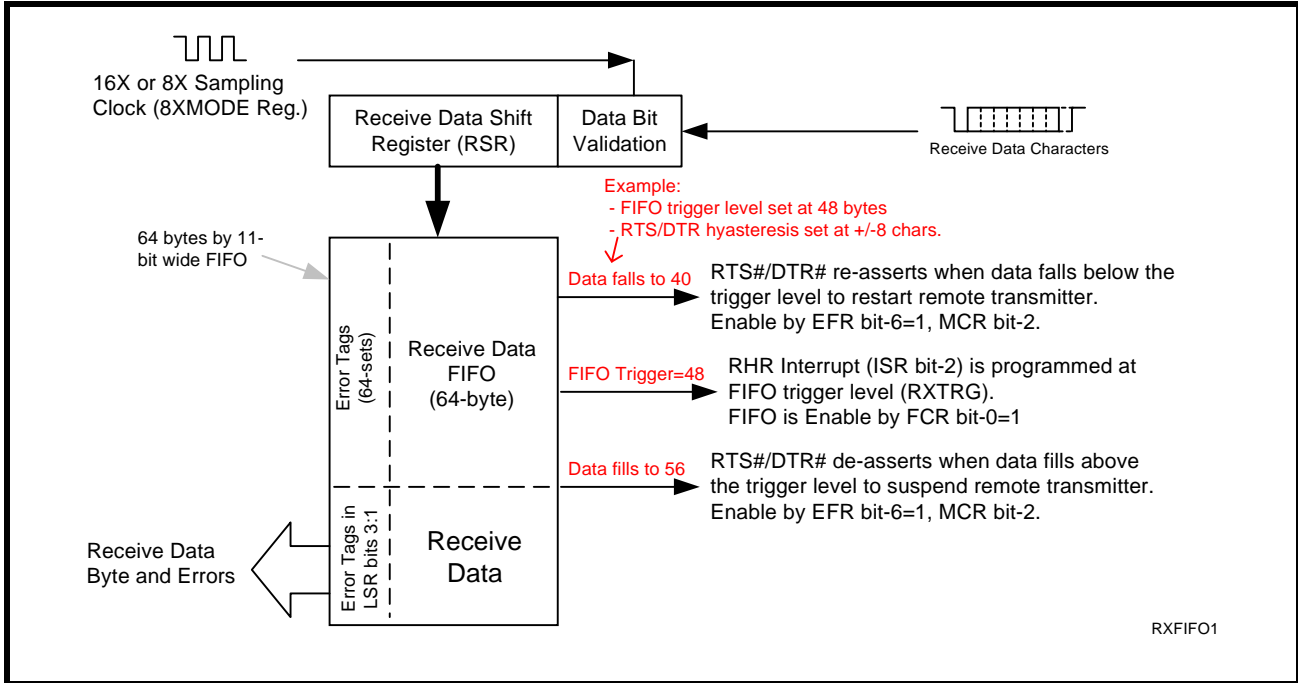 16X or 8X Sampling
Clock (8XMODE Reg.)
Receive Data Shift
Register (RSR)
Data Bit
Validation
Receive Data Characters
Example:
- FIFO trigger level set at 48 bytes
- RTS/DTR hyasteresis set at +/-8 chars.
64 bytes by 11-
bit wide FIFO
Error Tags
(64-sets)
Receive Data
FIFO
(64-byte)
Data falls to 40
RTS#/DTR# re-asserts when data falls below the
trigger level to restart remote transmitter.
Enable by EFR bit-6=1, MCR bit-2.
FIFO Trigger=48
RHR Interrupt (ISR bit-2) is programmed at
FIFO trigger level (RXTRG).
FIFO is Enable by FCR bit-0=1
Data fills to 56
RTS#/DTR# de-asserts when data fills above
the trigger level to suspend remote transmitter.
Enable by EFR bit-6=1, MCR bit-2.
Error Tags in
LSR bits 3:1
Receive
Data
Receive Data
Byte and Errors
RXFIFO1